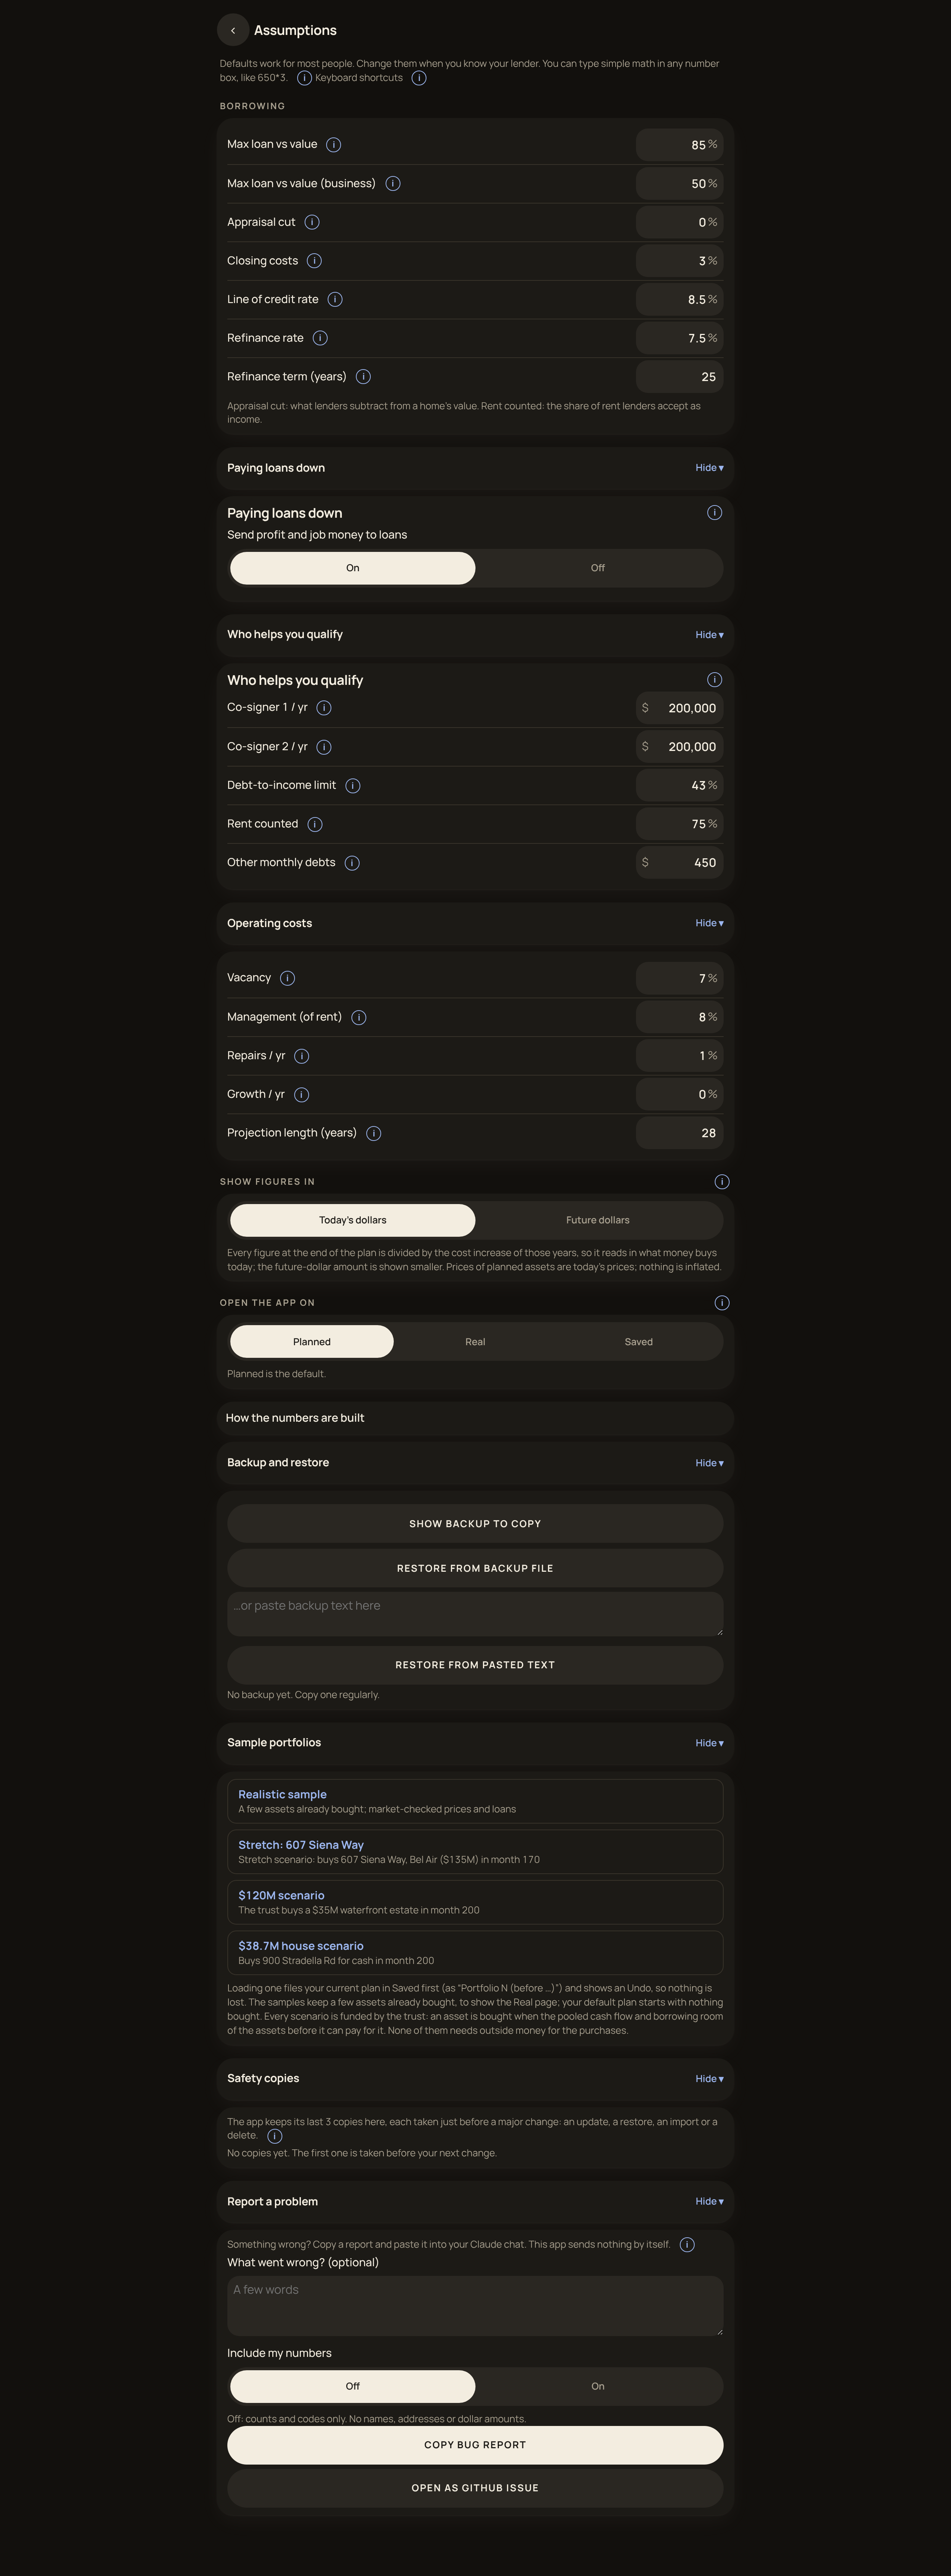 ‹ Assumptions
Defaults work for most people. Change them when you know your lender. You can type simple math in any number
box, like 650*3. i Keyboard shortcuts i
BORROWING
Max loan vs value i 85 %
Max loan vs value (business) i 50 %
Appraisal cut i 0 %
Closing costs i 3 %
Line of credit rate i 8.5 %
Refinance rate i 7.5 %
Refinance term (years) i 25
Appraisal cut: what lenders subtract from a home's value. Rent counted: the share of rent lenders accept as
income.
Paying loans down Hide ▾
Paying loans down i
Send profit and job money to loans
On Off
Who helps you qualify Hide ▾
Who helps you qualify i
Co-signer 1 / yr i $ 200,000
Co-signer 2 / yr i $ 200,000
Debt-to-income limit i 43 %
Rent counted i 75 %
Other monthly debts i $ 450
Operating costs Hide ▾
Vacancy i 7 %
Management (of rent) i 8 %
Repairs / yr i 1 %
Growth / yr i 0 %
Projection length (years) i 28
SHOW FIGURES IN i
Today's dollars Future dollars
Every figure at the end of the plan is divided by the cost increase of those years, so it reads in what money buys
today; the future-dollar amount is shown smaller. Prices of planned assets are today's prices; nothing is inflated.
OPEN THE APP ON i
Planned Real Saved
Planned is the default.
How the numbers are built
Backup and restore Hide ▾
SHOW BACKUP TO COPY
RESTORE FROM BACKUP FILE
…or paste backup text here
RESTORE FROM PASTED TEXT
No backup yet. Copy one regularly.
Sample portfolios Hide ▾
Realistic sample
A few assets already bought; market-checked prices and loans
Stretch: 607 Siena Way
Stretch scenario: buys 607 Siena Way, Bel Air ($135M) in month 170
$120M scenario
The trust buys a $35M waterfront estate in month 200
$38.7M house scenario
Buys 900 Stradella Rd for cash in month 200
Loading one files your current plan in Saved first (as “Portfolio N (before …)”) and shows an Undo, so nothing is
lost. The samples keep a few assets already bought, to show the Real page; your default plan starts with nothing
bought. Every scenario is funded by the trust: an asset is bought when the pooled cash flow and borrowing room
of the assets before it can pay for it. None of them needs outside money for the purchases.
Safety copies Hide ▾
The app keeps its last 3 copies here, each taken just before a major change: an update, a restore, an import or a
delete. i
No copies yet. The first one is taken before your next change.
Report a problem Hide ▾
Something wrong? Copy a report and paste it into your Claude chat. This app sends nothing by itself. i
What went wrong? (optional)
A few words
Include my numbers
Off On
Off: counts and codes only. No names, addresses or dollar amounts.
COPY BUG REPORT
OPEN AS GITHUB ISSUE